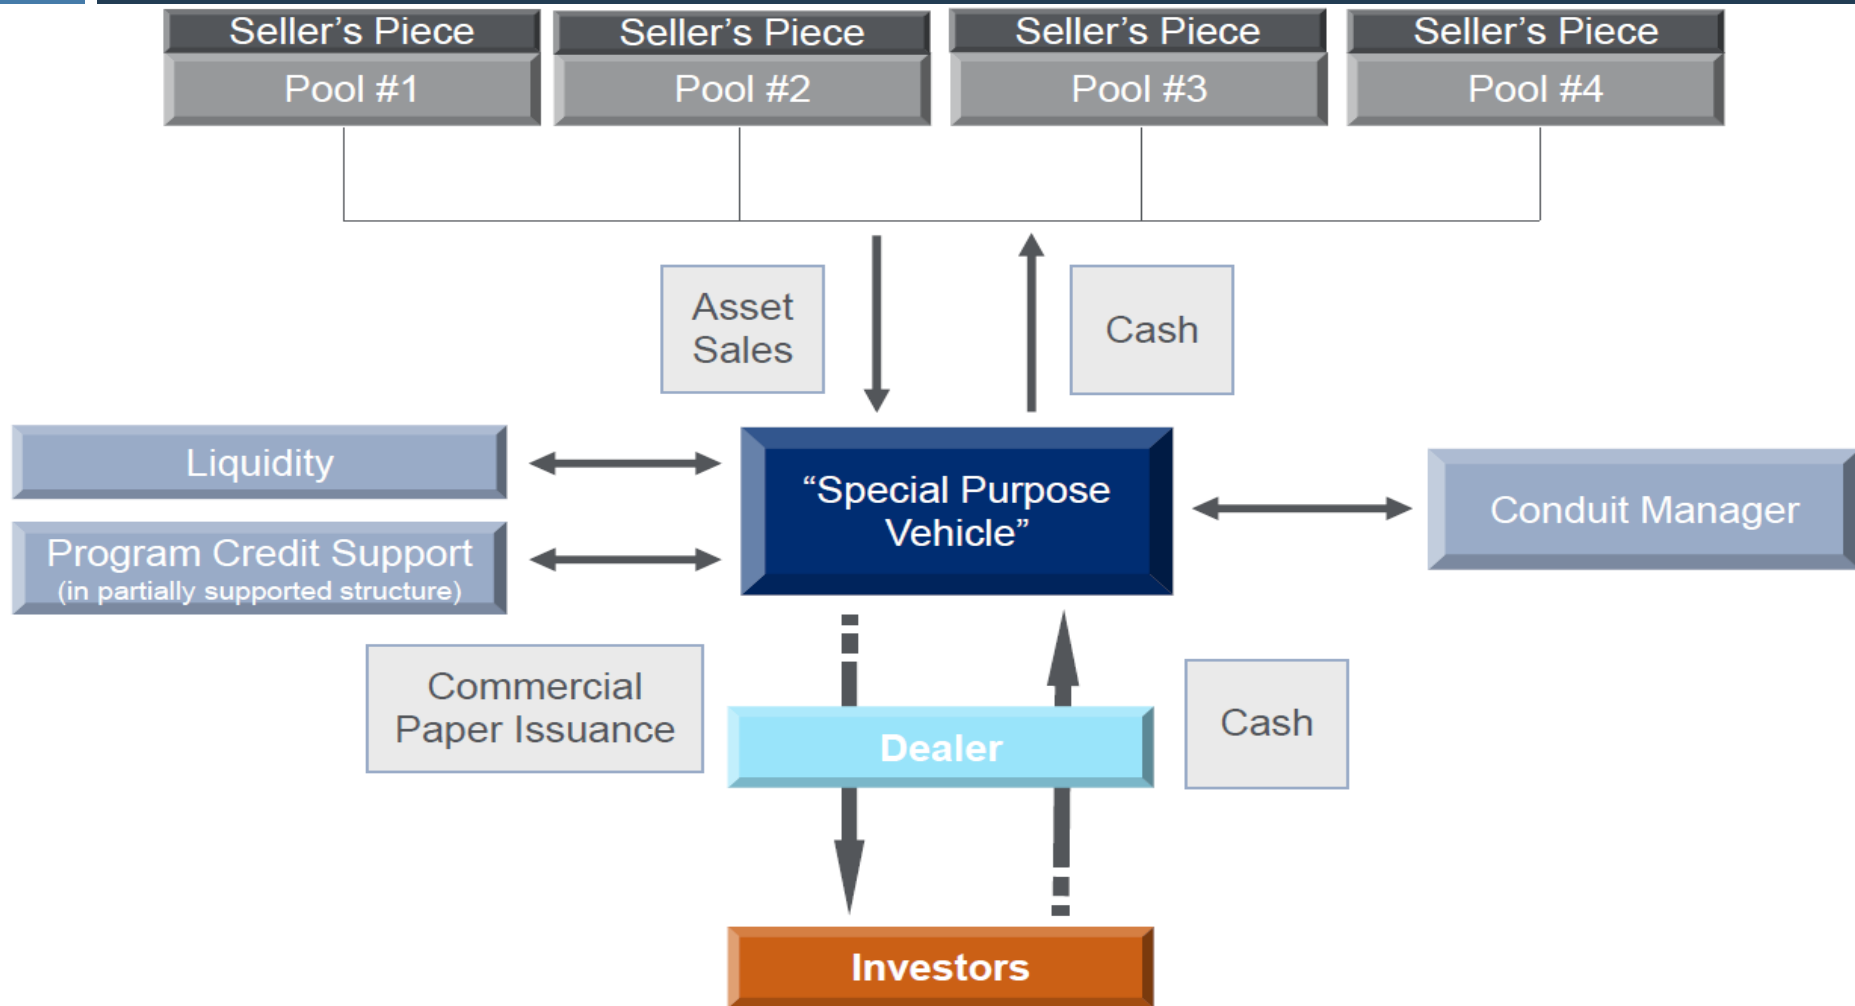 Seller’s Piece
Seller’s Piece
Seller’s Piece
Seller’s Piece
Pool #1
Pool #2
Pool #3
Pool #4
Asset
Sales
Cash
Liquidity
“Special Purpose
Vehicle”
Conduit Manager
Program Credit Support
(in partially supported structure)
Commercial
Paper Issuance
Dealer
Cash
Investors